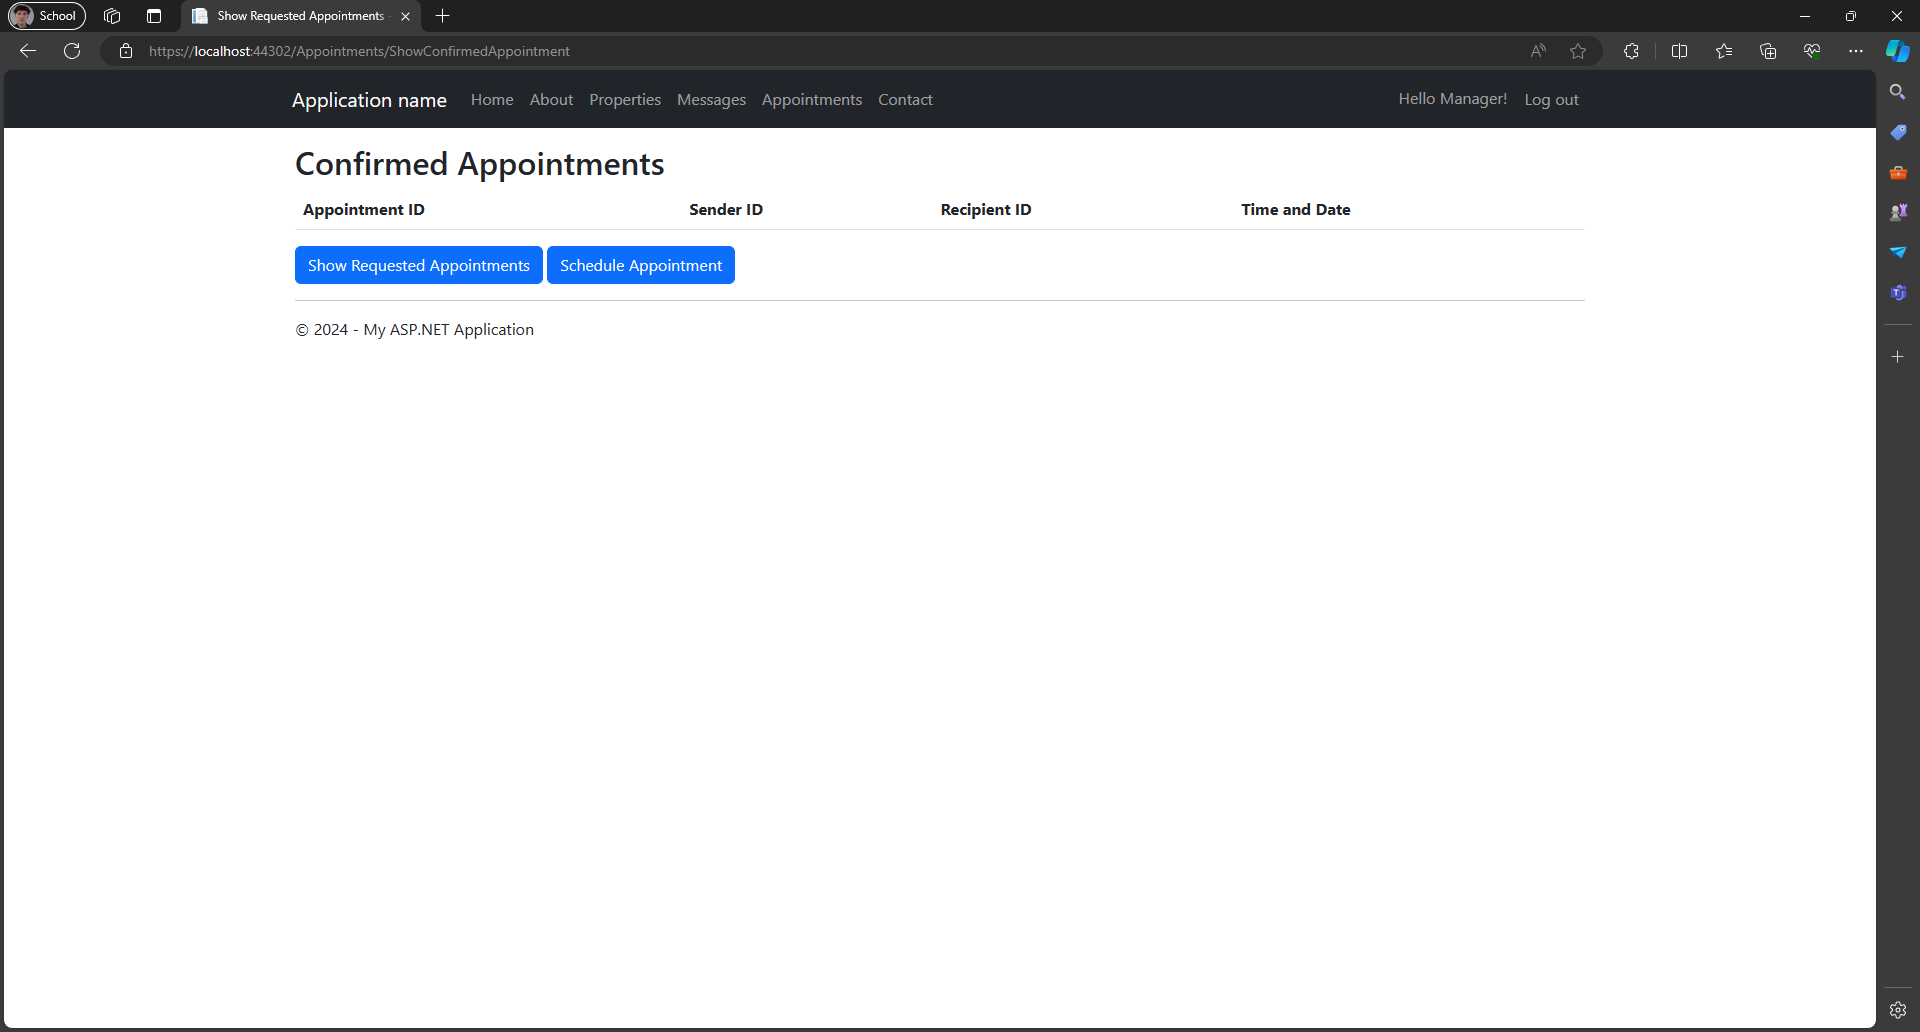 School
Show Requested Appointments
https://localhost:44302/Appointments/ShowConfirmedAppointment
Application name Home About Properties Messages Appointments Contact Hello Manager! Log out
Confirmed Appointments
Appointment ID Sender ID Recipient ID Time and Date
Show Requested Appointments Schedule Appointment
© 2024 - My ASP.NET Application